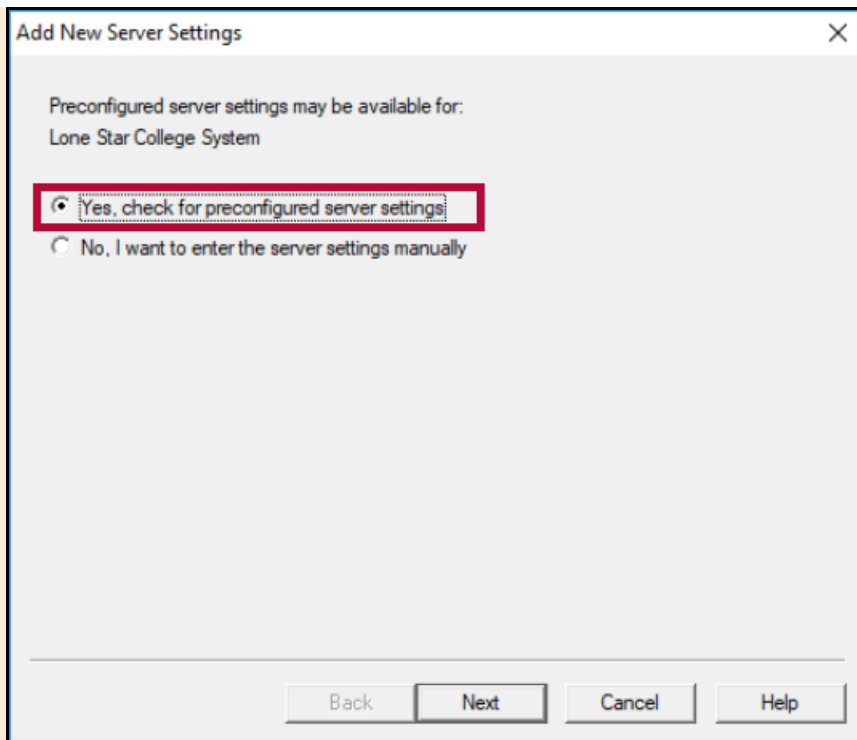 Add New Server Settings
Preconfigured server settings may be available for:
Lone Star College System
Yes, check for preconfigured server settings
No, I want to enter the server settings manually
Back Next Cancel Help